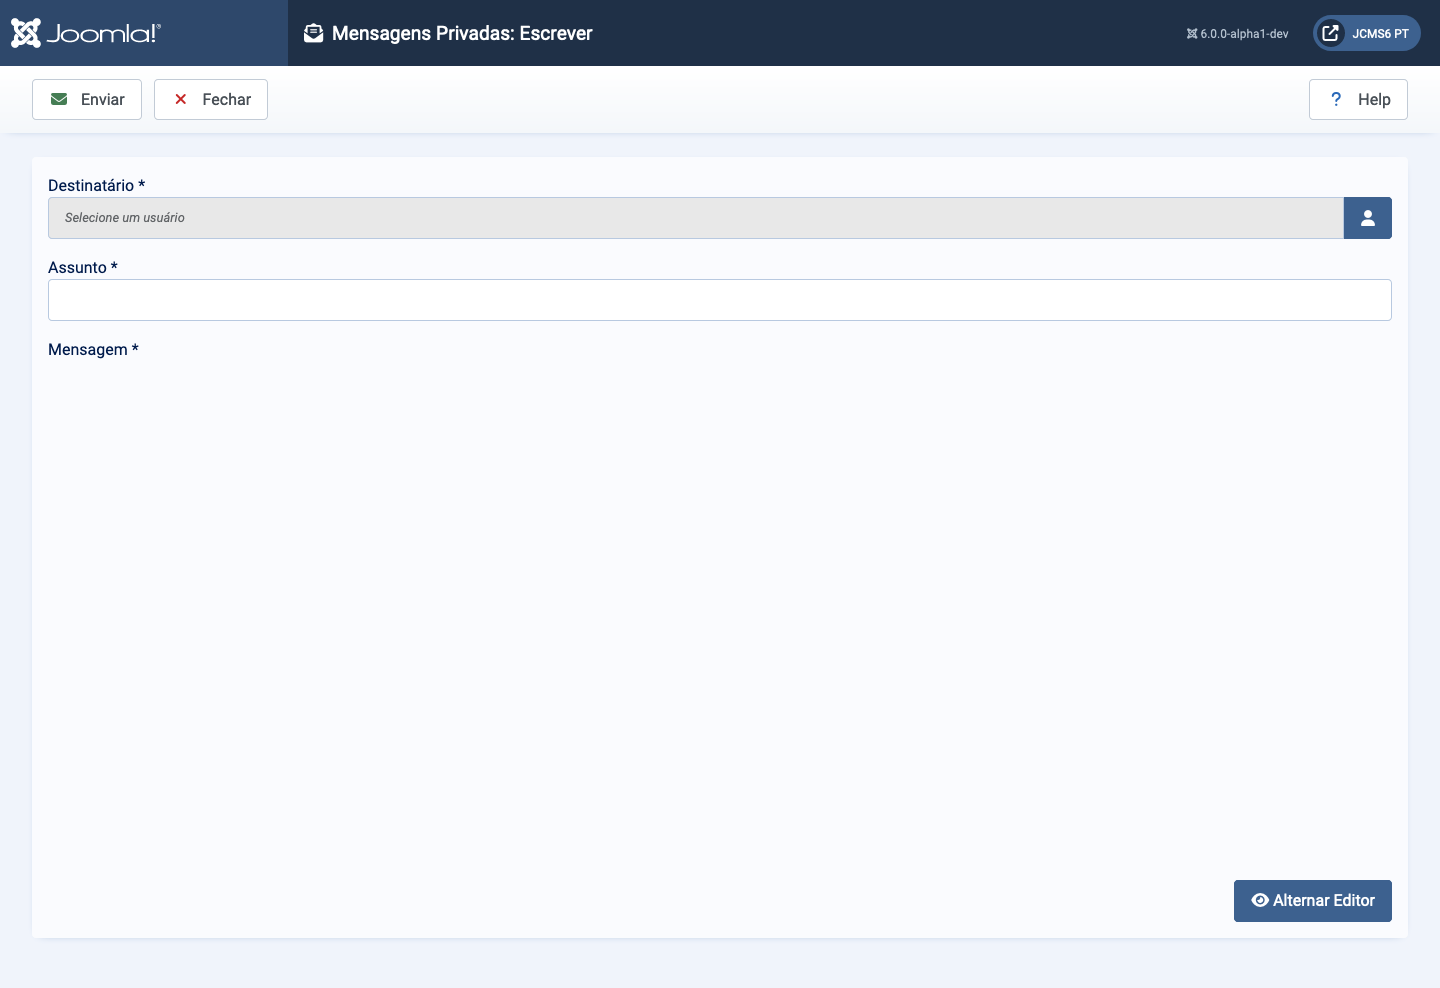 Joomla!®
Mensagens Privadas: Escrever
6.0.0-alpha1-dev
JCMS6 PT
Enviar
Fechar
? Help
Destinatário *
Selecione um usuário
Assunto *
Mensagem *
Alternar Editor